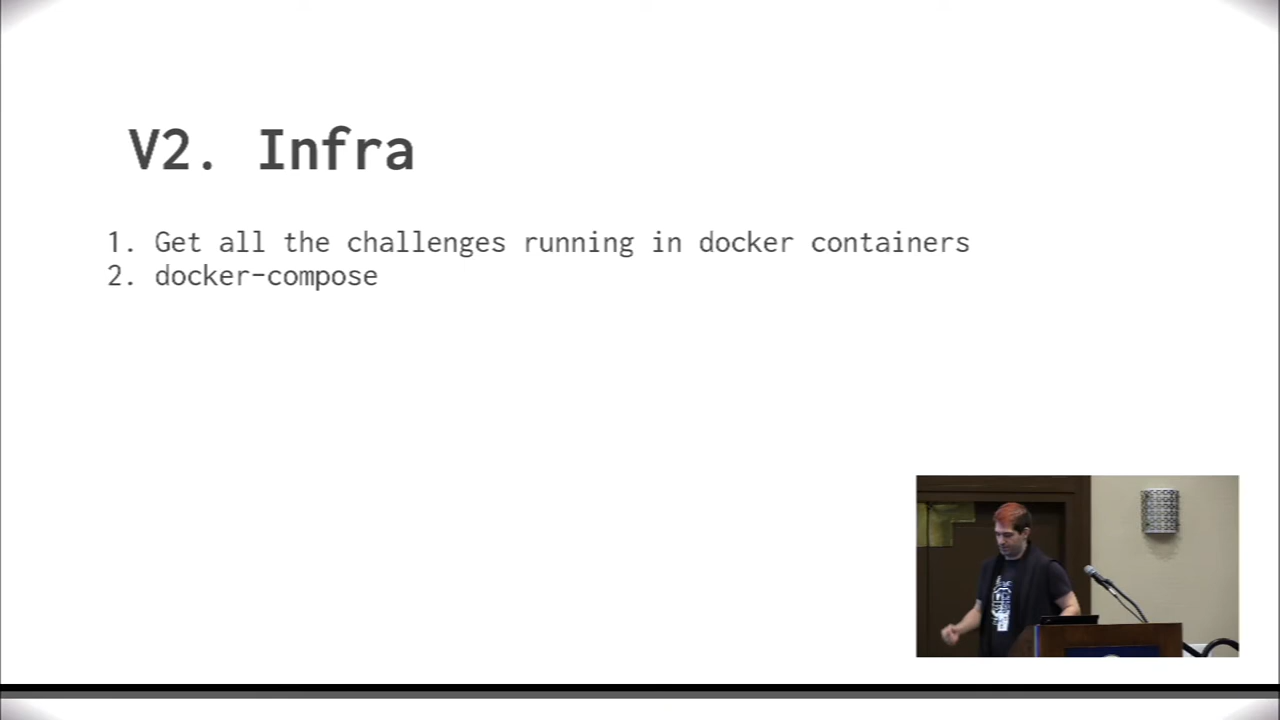 V2. Infra
1. Get all the challenges running in docker containers
2. docker-compose